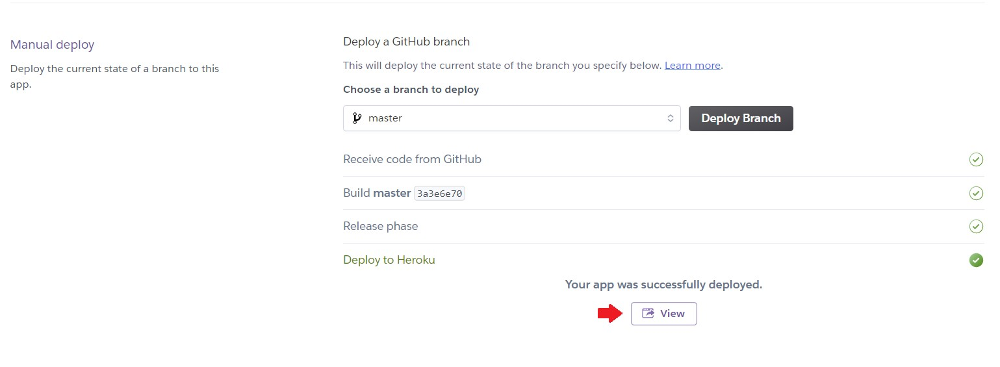 Manual deploy
Deploy the current state of a branch to this
app.
Deploy a GitHub branch
This will deploy the current state of the branch you specify below. Learn more.
Choose a branch to deploy
master
Deploy Branch
Receive code from GitHub
Build master 3a3e6e70
Release phase
Deploy to Heroku
Your app was successfully deployed.
View